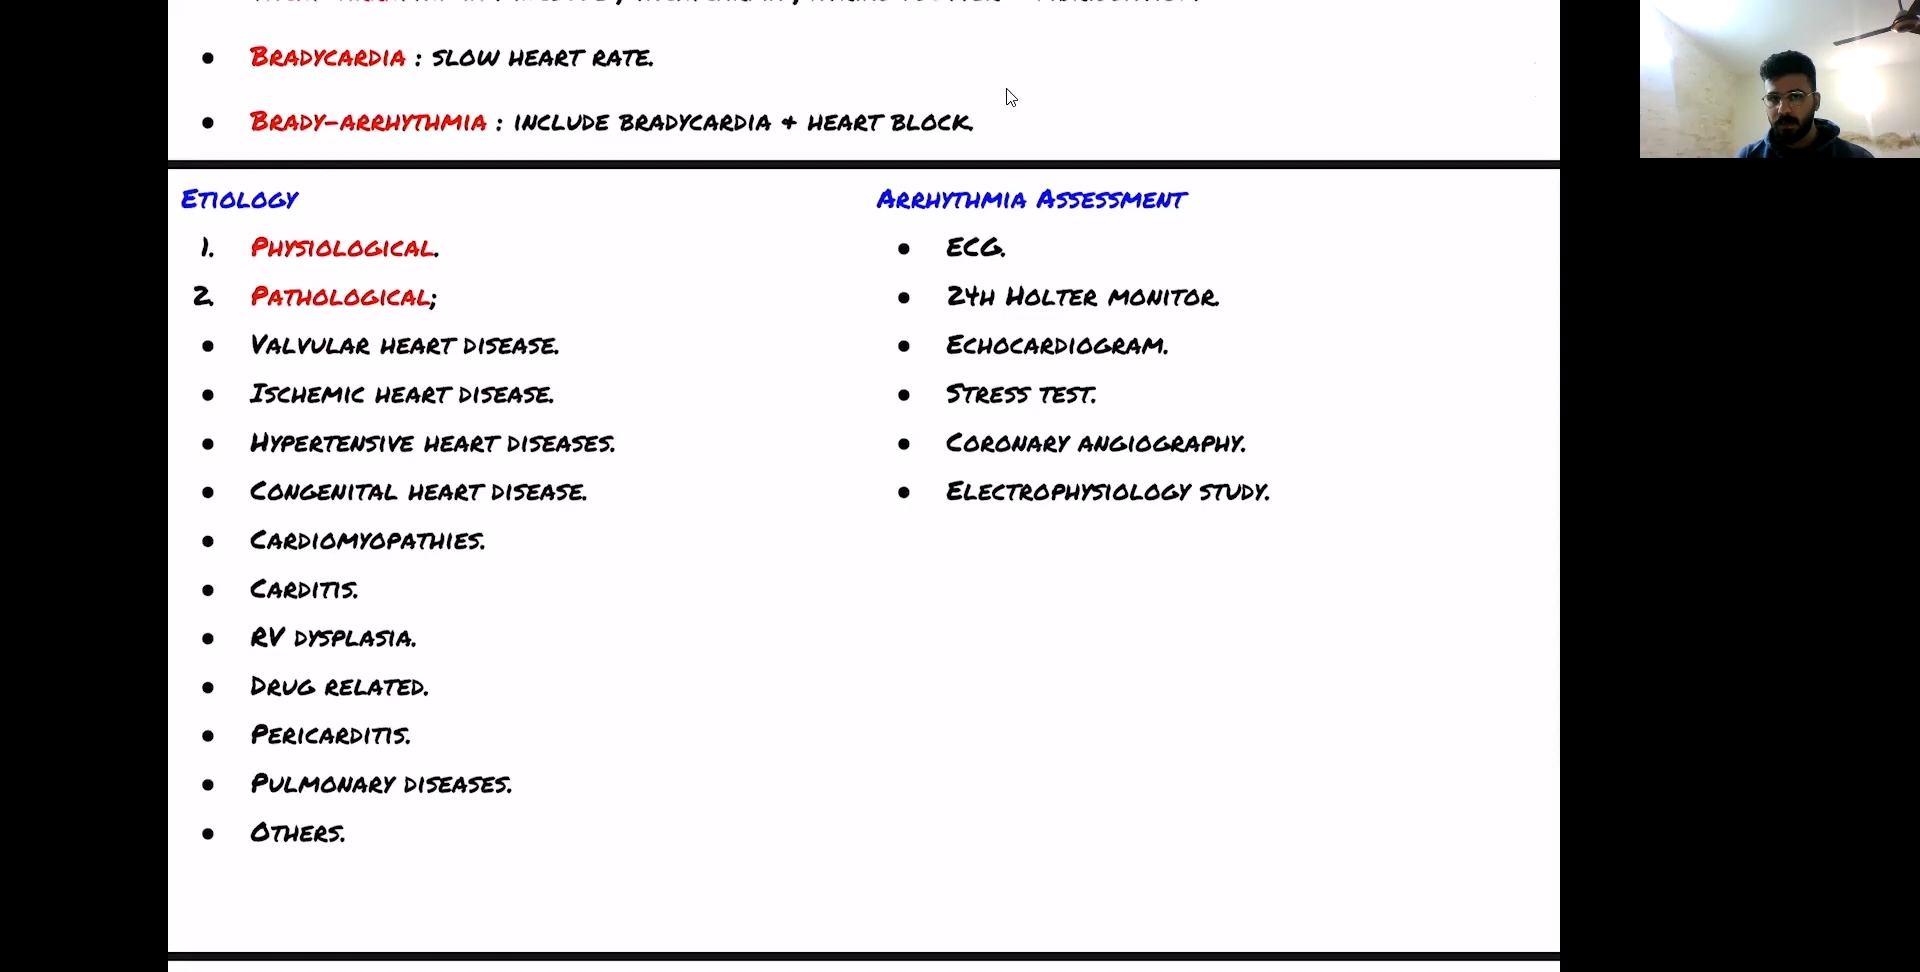 Bradycardia : slow heart rate.
Brady-arrhythmia : include bradycardia + heart block.
Etiology
1. Physiological.
2. Pathological;
• Valvular heart disease.
• Ischemic heart disease.
• Hypertensive heart diseases.
• Congenital heart disease.
• Cardiomyopathies.
• Carditis.
• RV dysplasia.
• Drug related.
• Pericarditis.
• Pulmonary diseases.
• Others.
Arrhythmia Assessment
• ECG.
• 24h Holter monitor.
• Echocardiogram.
• Stress test.
• Coronary angiography.
• Electrophysiology study.